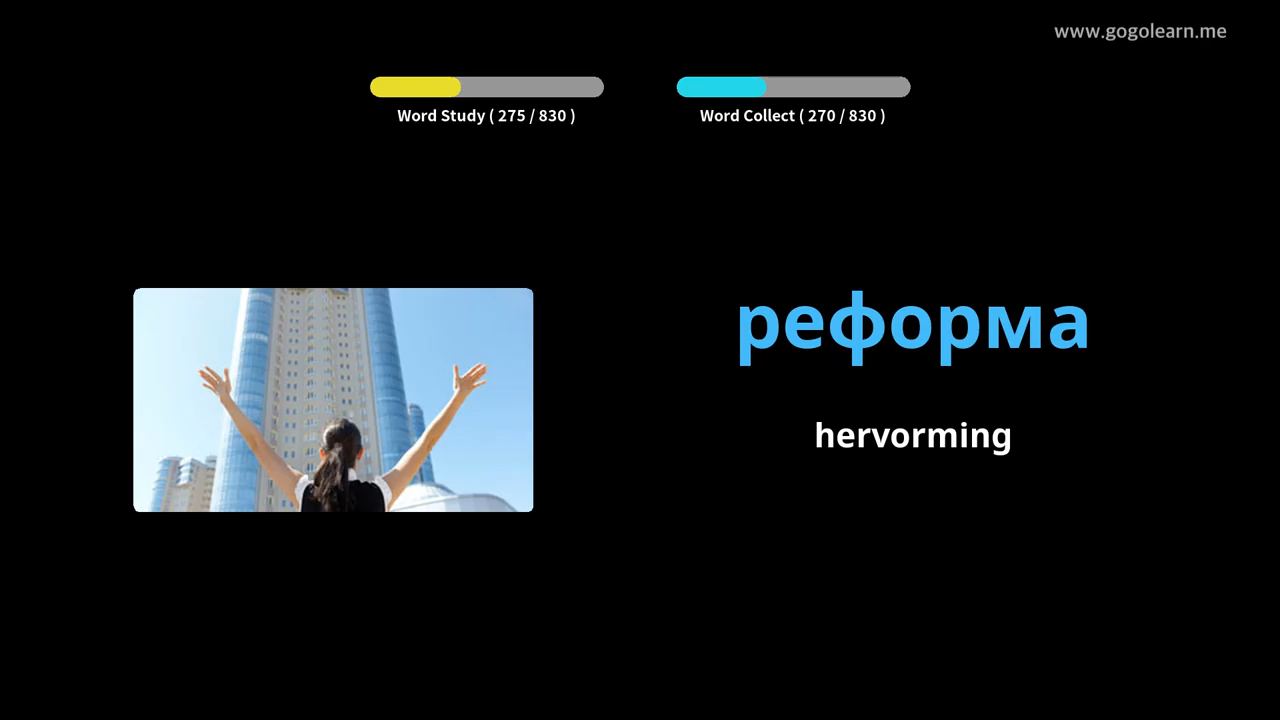 www.gogolearn.me
Word Study ( 275 / 830 )
Word Collect ( 270 / 830 )
реформа
hervorming